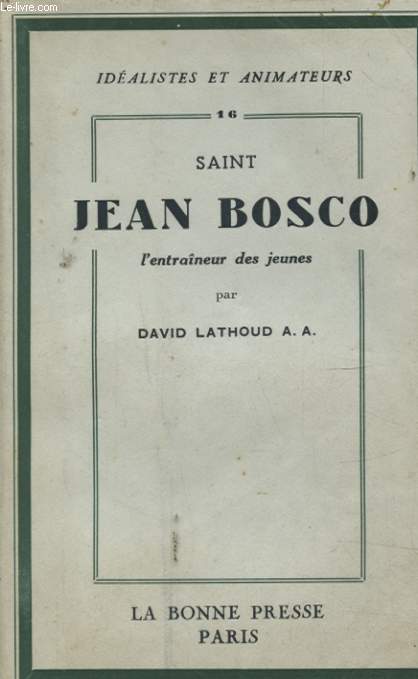 Le-livre.com
IDÉALISTES ET ANIMATEURS
16
SAINT
JEAN BOSCO
l'entraîneur des jeunes
par
DAVID LATHOUD A. A.
LA BONNE PRESSE
PARIS